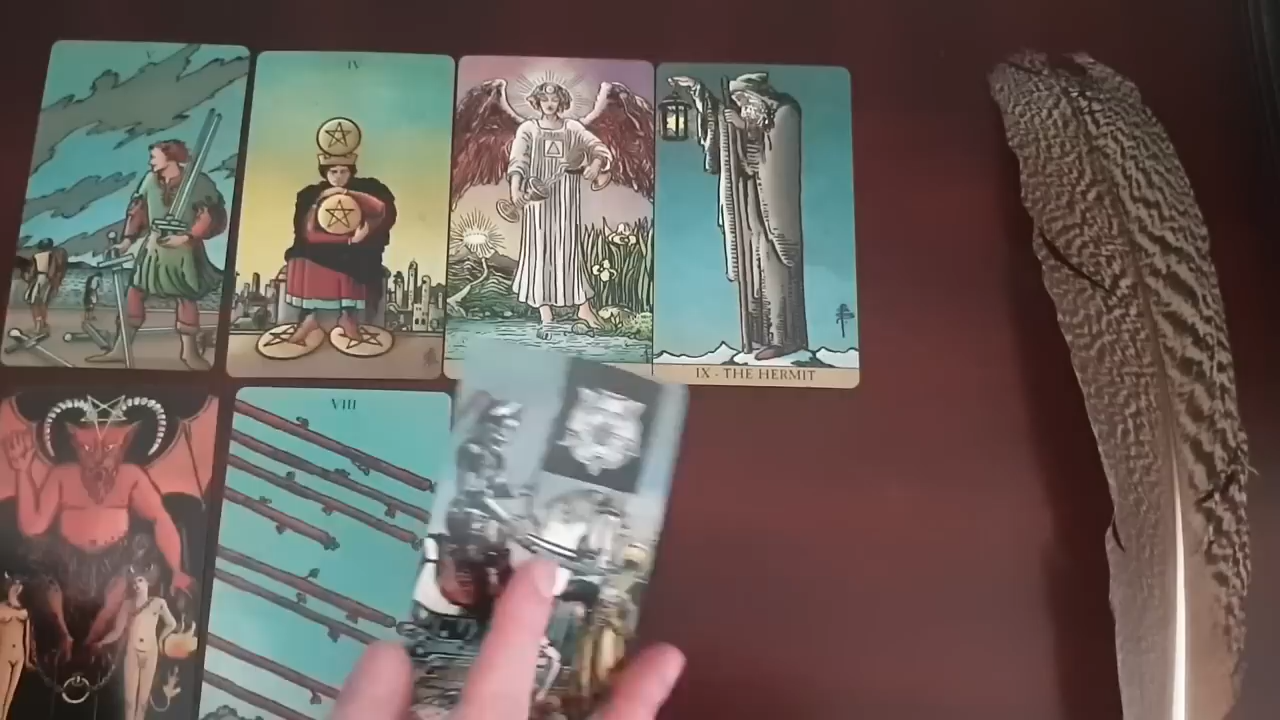 V
IV
IX - THE HERMIT
VIII